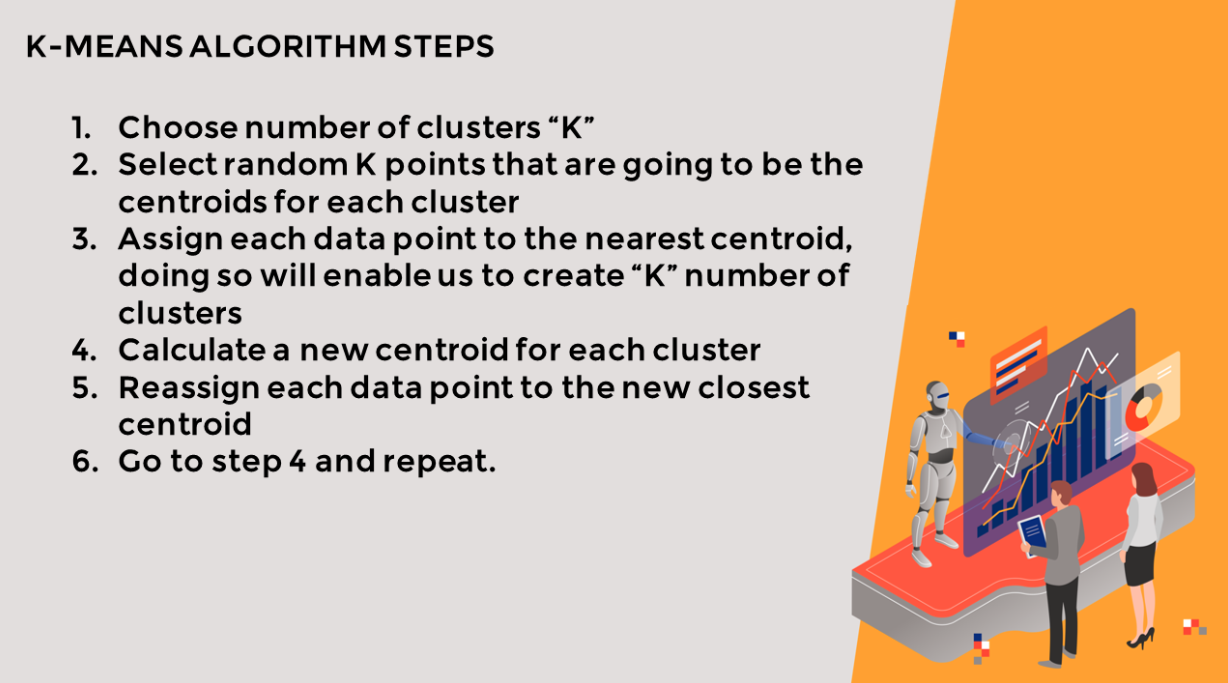 K-MEANS ALGORITHM STEPS
1. Choose number of clusters “K”
2. Select random K points that are going to be the
centroids for each cluster
3. Assign each data point to the nearest centroid,
doing so will enable us to create “K” number of
clusters
4. Calculate a new centroid for each cluster
5. Reassign each data point to the new closest
centroid
6. Go to step 4 and repeat.